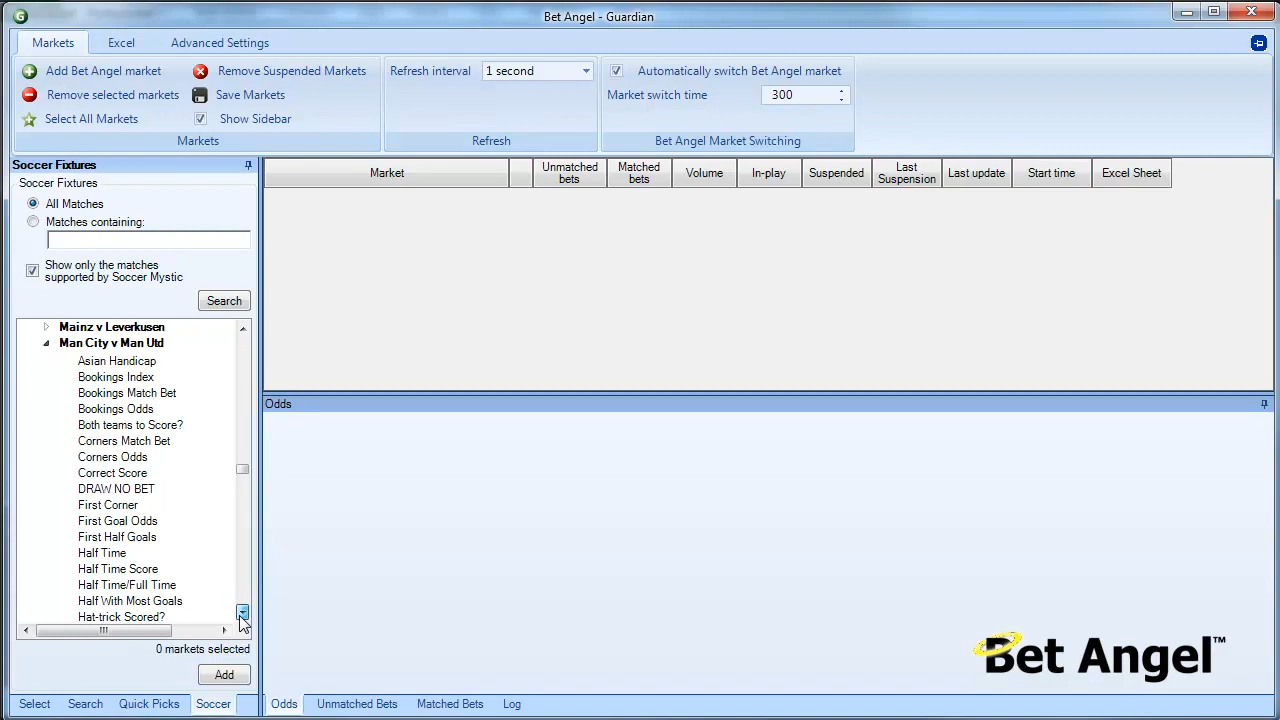 Bet Angel - Guardian
Markets Excel Advanced Settings
Add Bet Angel market Remove Suspended Markets Refresh interval 1 second Automatically switch Bet Angel market
Remove selected markets Save Markets Market switch time 300
Select All Markets Show Sidebar
Markets Refresh Bet Angel Market Switching
Soccer Fixtures
Soccer Fixtures
All Matches
Matches containing:
Show only the matches
supported by Soccer Mystic
Search
Mainz v Leverkusen
Man City v Man Utd
Asian Handicap
Bookings Index
Bookings Match Bet
Bookings Odds
Both teams to Score?
Corners Match Bet
Corners Odds
Correct Score
DRAW NO BET
First Corner
First Goal Odds
First Half Goals
Half Time
Half Time Score
Half Time/Full Time
Half With Most Goals
Hat-trick Scored?
0 markets selected
Add
Select Search Quick Picks Soccer
Market Unmatched bets Matched bets Volume In-play Suspended Last Suspension Last update Start time Excel Sheet
Odds
Bet Angel™
Odds Unmatched Bets Matched Bets Log